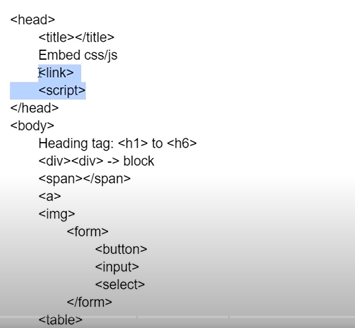 <head>
<title></title>
Embed css/js
<link>
<script>
</head>
<body>
Heading tag: <h1> to <h6>
<div><div> -> block
<span></span>
<a>
<img>
<form>
<button>
<input>
<select>
</form>
<table>